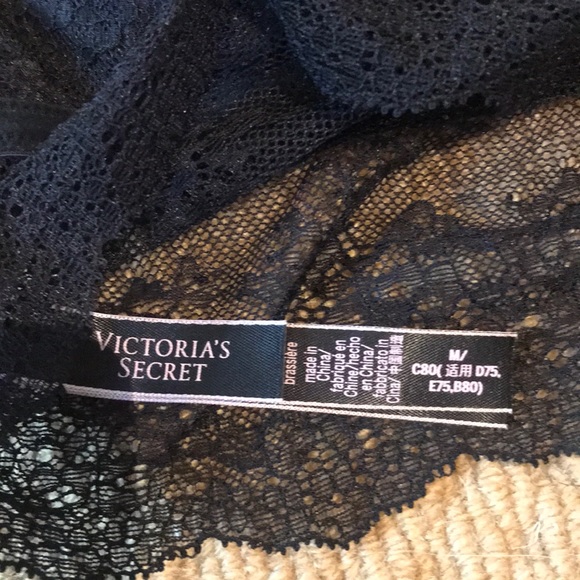 VICTORIA'S
SECRET
brassière
made in
China/
fabriqué en
Chine/hecho
en China/
fabbricato in
Cina/ 中国制造
M/
C80( 适用 D75,
E75,B80)